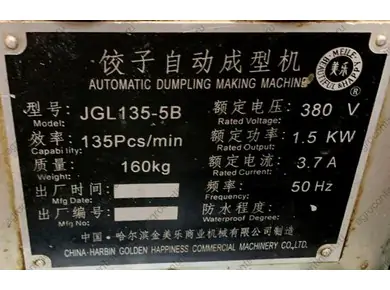 饺子自动成型机
AUTOMATIC DUMPLING MAKING MACHINE
美乐
®
型号: JGL135-5B 额定电压: 380 V
Model: Rated Voltage:
效率: 135Pcs/min 额定功率: 1.5 KW
Capability: Rated Output:
质量: 160kg 额定电流: 3.7 A
Weight: Rated Current:
出厂时间: 频率: 50 Hz
Mfg Date: Frequency:
出厂编号: 防水程度:
Mfg No: Waterproof Degree:
中国·哈尔滨金美乐商业机械有限公司制造
CHINA-HARBIN GOLDEN HAPPINESS COMMERCIAL MACHINERY CO.,LTD.